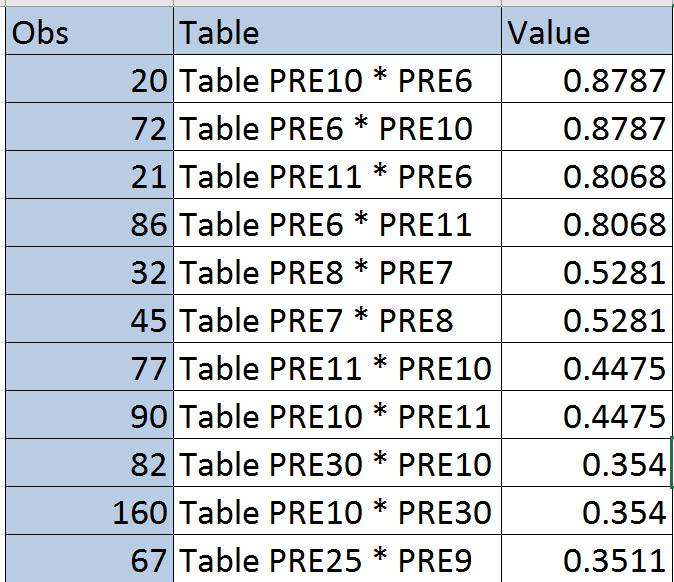 Obs Table Value
20 Table PRE10 * PRE6 0.8787
72 Table PRE6 * PRE10 0.8787
21 Table PRE11 * PRE6 0.8068
86 Table PRE6 * PRE11 0.8068
32 Table PRE8 * PRE7 0.5281
45 Table PRE7 * PRE8 0.5281
77 Table PRE11 * PRE10 0.4475
90 Table PRE10 * PRE11 0.4475
82 Table PRE30 * PRE10 0.354
160 Table PRE10 * PRE30 0.354
67 Table PRE25 * PRE9 0.3511